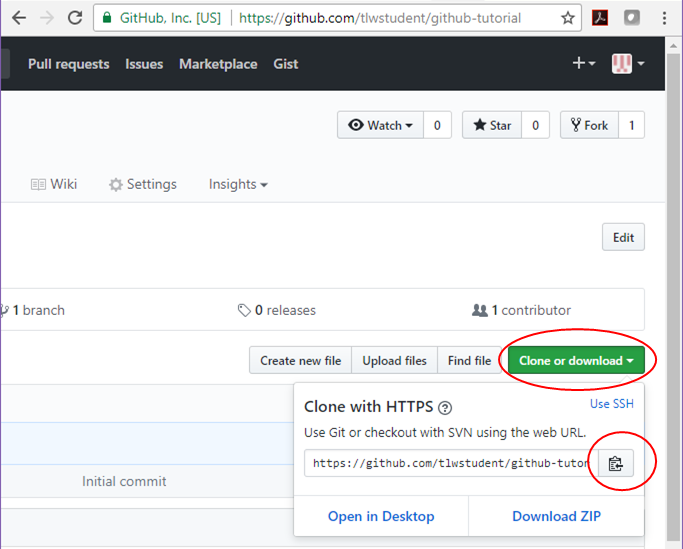 GitHub, Inc. [US] | https://github.com/tlwstudent/github-tutorial
Pull requests Issues Marketplace Gist
Watch 0 Star 0 Fork 1
Wiki Settings Insights
Edit
1 branch 0 releases 1 contributor
Create new file Upload files Find file Clone or download
Clone with HTTPS ? Use SSH
Use Git or checkout with SVN using the web URL.
https://github.com/tlwstudent/github-tutor
Initial commit
Open in Desktop Download ZIP